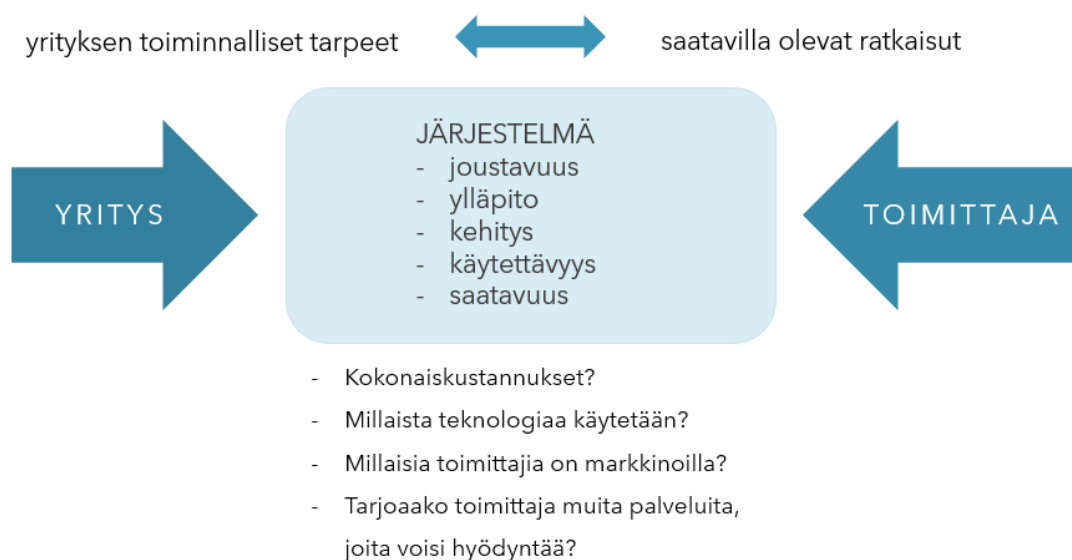 yrityksen toiminnalliset tarpeet
saatavilla olevat ratkaisut
YRITYS
JÄRJESTELMÄ
- joustavuus
- ylläpito
- kehitys
- käytettävyys
- saatavuus
TOIMITTAJA
- Kokonaiskustannukset?
- Millaista teknologiaa käytetään?
- Millaisia toimittajia on markkinoilla?
- Tarjoaako toimittaja muita palveluita,
joita voisi hyödyntää?